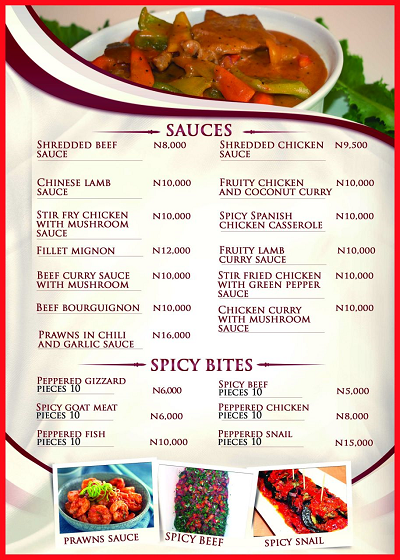 SAUCES
SHREDDED BEEF
SAUCE
N8,000
CHINESE LAMB
SAUCE
N10,000
STIR FRY CHICKEN
WITH MUSHROOM
SAUCE
N10,000
FILLET MIGNON
N12,000
BEEF CURRY SAUCE
WITH MUSHROOM
N10,000
BEEF BOURGUIGNON
N10,000
PRAWNS IN CHILI
AND GARLIC SAUCE
N16,000
SHREDDED CHICKEN
SAUCE
N9,500
FRUITY CHICKEN
AND COCONUT CURRY
N10,000
SPICY SPANISH
CHICKEN CASSEROLE
N10,000
FRUITY LAMB
CURRY SAUCE
N10,000
STIR FRIED CHICKEN
WITH GREEN PEPPER
SAUCE
N10,000
CHICKEN CURRY
WITH MUSHROOM
SAUCE
N10,000
SPICY BITES
PEPPERED GIZZARD
PIECES 10
N6,000
SPICY GOAT MEAT
PIECES 10
N6,000
PEPPERED FISH
PIECES 10
N10,000
SPICY BEEF
PIECES 10
N5,000
PEPPERED CHICKEN
PIECES 10
N8,000
PEPPERED SNAIL
PIECES 10
N15,000
PRAWNS SAUCE
SPICY BEEF
SPICY SNAIL